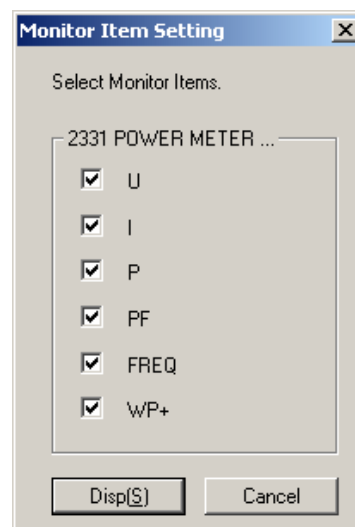 Monitor Item Setting
Select Monitor Items.
2331 POWER METER ...
U
I
P
PF
FREQ
WP+
Disp(S) Cancel